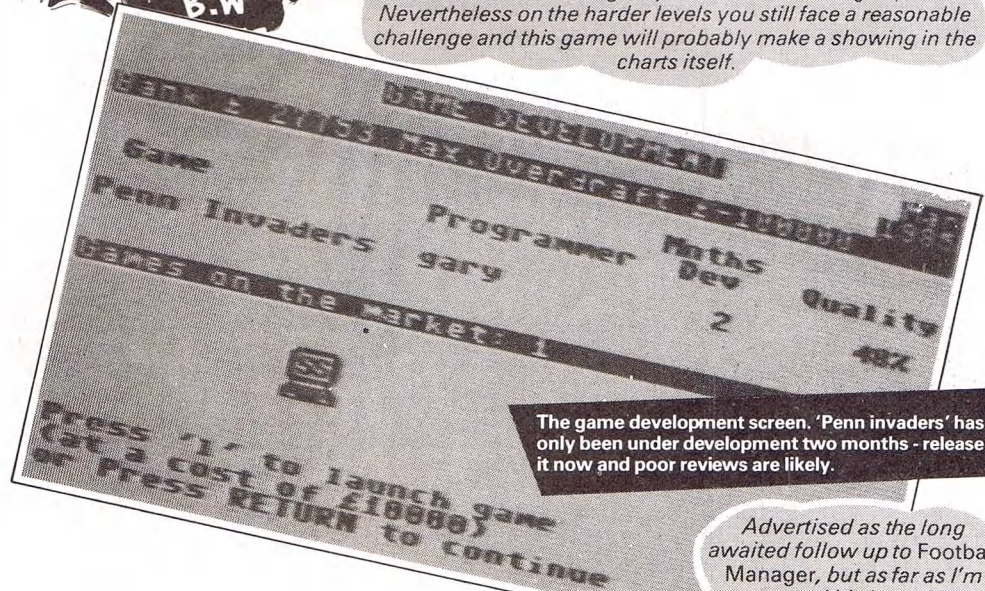 B.W
Nevertheless on the harder levels you still face a reasonable
challenge and this game will probably make a showing in the
charts itself.
GAME DEVELOPMENT
Bank £ 27753 Max.Overdraft £-100000
Game Programmer Mnths Dev Quality
Penn Invaders gary 2 40%
Games on the market: 1
SS
Press '1' to launch game
(at a cost of £10000)
or Press RETURN to continue
The game development screen. 'Penn invaders' has
only been under development two months - release
it now and poor reviews are likely.
Advertised as the long
awaited follow up to Footba
Manager, but as far as I'm